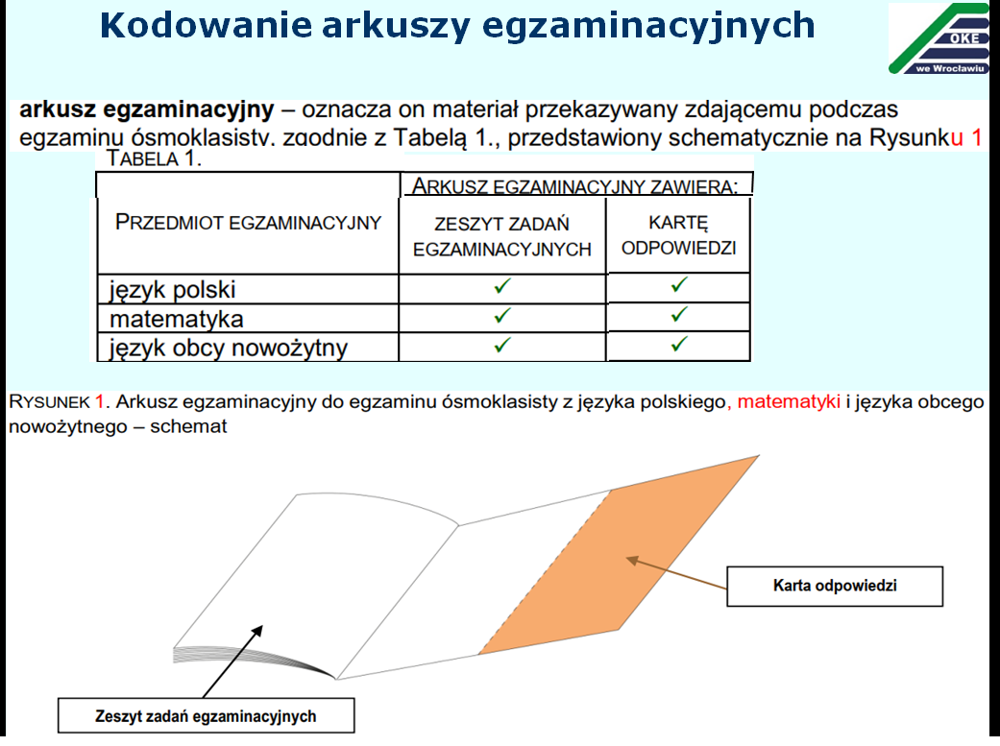 Kodowanie arkuszy egzaminacyjnych
OKE
we Wrocławiu
arkusz egzaminacyjny – oznacza on materiał przekazywany zdającemu podczas
egzaminu ósmoklasisty, zgodnie z Tabelą 1., przedstawiony schematycznie na Rysunku 1
TABELA 1.
PRZEDMIOT EGZAMINACYJNY
ARKUSZ EGZAMINACYJNY ZAWIERA:
ZESZYT ZADAŃ
EGZAMINACYJNYCH
KARTĘ
ODPOWIEDZI
język polski ✓ ✓
matematyka ✓ ✓
język obcy nowożytny ✓ ✓
RYSUNEK 1. Arkusz egzaminacyjny do egzaminu ósmoklasisty z języka polskiego, matematyki i języka obcego
nowożytnego – schemat
Karta odpowiedzi
Zeszyt zadań egzaminacyjnych